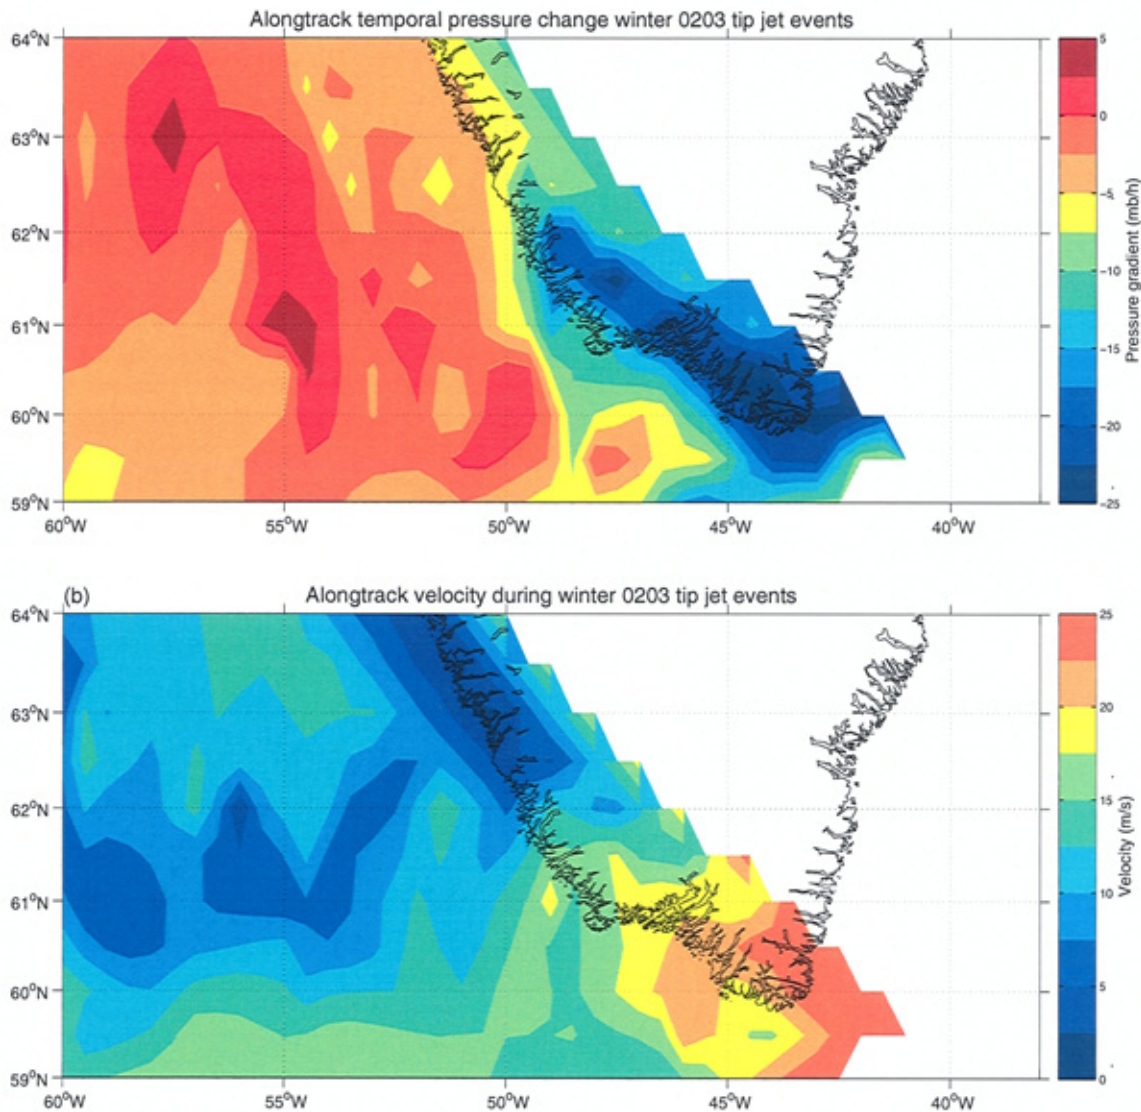 Alongtrack temporal pressure change winter 0203 tip jet events
64°N
63°N
62°N
61°N
60°N
59°N
60°W
55°W
50°W
45°W
40°W
5
0
-5
-10
-15
-20
-25
Pressure gradient (mb/h)
(b)
Alongtrack velocity during winter 0203 tip jet events
64°N
63°N
62°N
61°N
60°N
59°N
60°W
55°W
50°W
45°W
40°W
25
20
15
10
5
0
Velocity (m/s)